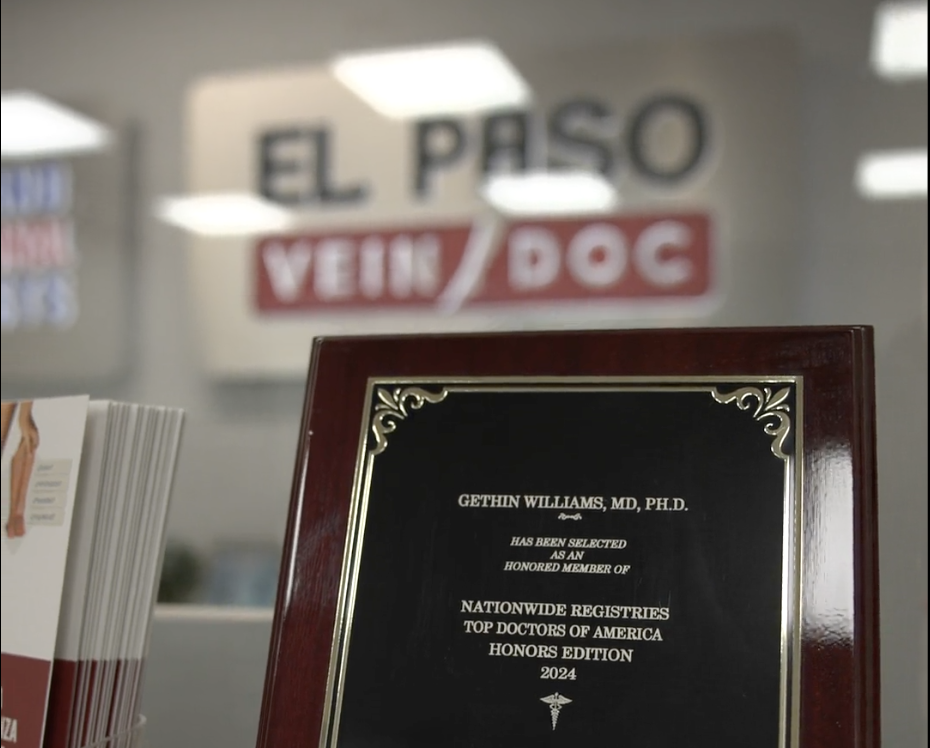 EL PASO
VEIN DOC
GETHIN WILLIAMS, MD, PH.D.
HAS BEEN SELECTED
AS AN
HONORED MEMBER OF
NATIONWIDE REGISTRIES
TOP DOCTORS OF AMERICA
HONORS EDITION
2024